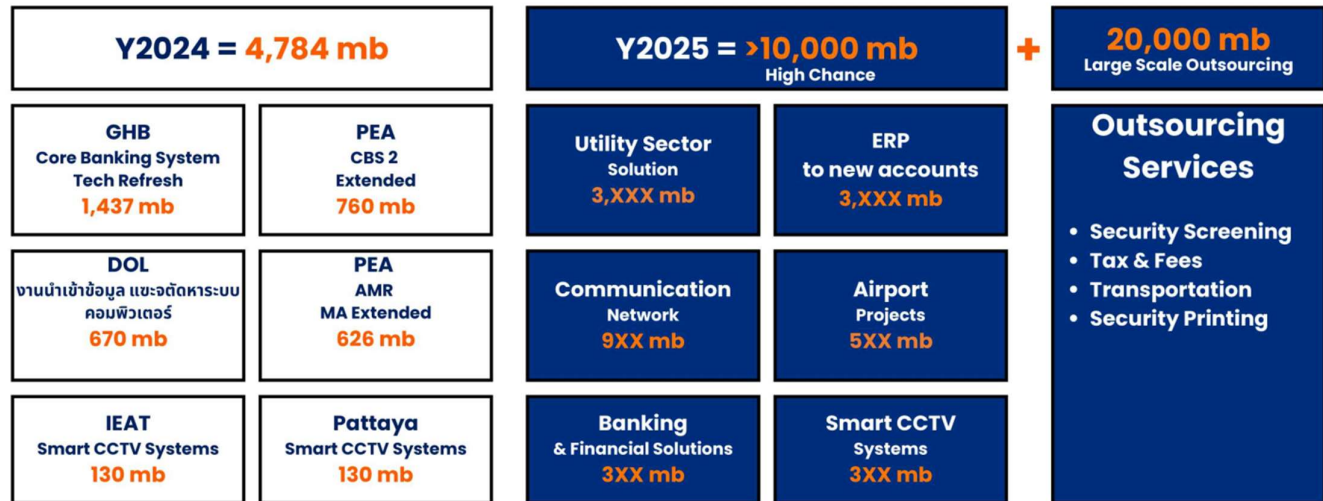 Y2024 = 4,784 mb
Y2025 = >10,000 mb
High Chance
+
20,000 mb
Large Scale Outsourcing
GHB
Core Banking System
Tech Refresh
1,437 mb
PEA
CBS 2
Extended
760 mb
Utility Sector
Solution
3,XXX mb
ERP
to new accounts
3,XXX mb
Outsourcing
Services
• Security Screening
• Tax & Fees
• Transportation
• Security Printing
DOL
งานนำเข้าข้อมูล แขะจตัดหาระบบ
คอมพิวเตอร์
670 mb
PEA
AMR
MA Extended
626 mb
Communication
Network
9XX mb
Airport
Projects
5XX mb
IEAT
Smart CCTV Systems
130 mb
Pattaya
Smart CCTV Systems
130 mb
Banking
& Financial Solutions
3XX mb
Smart CCTV
Systems
3XX mb